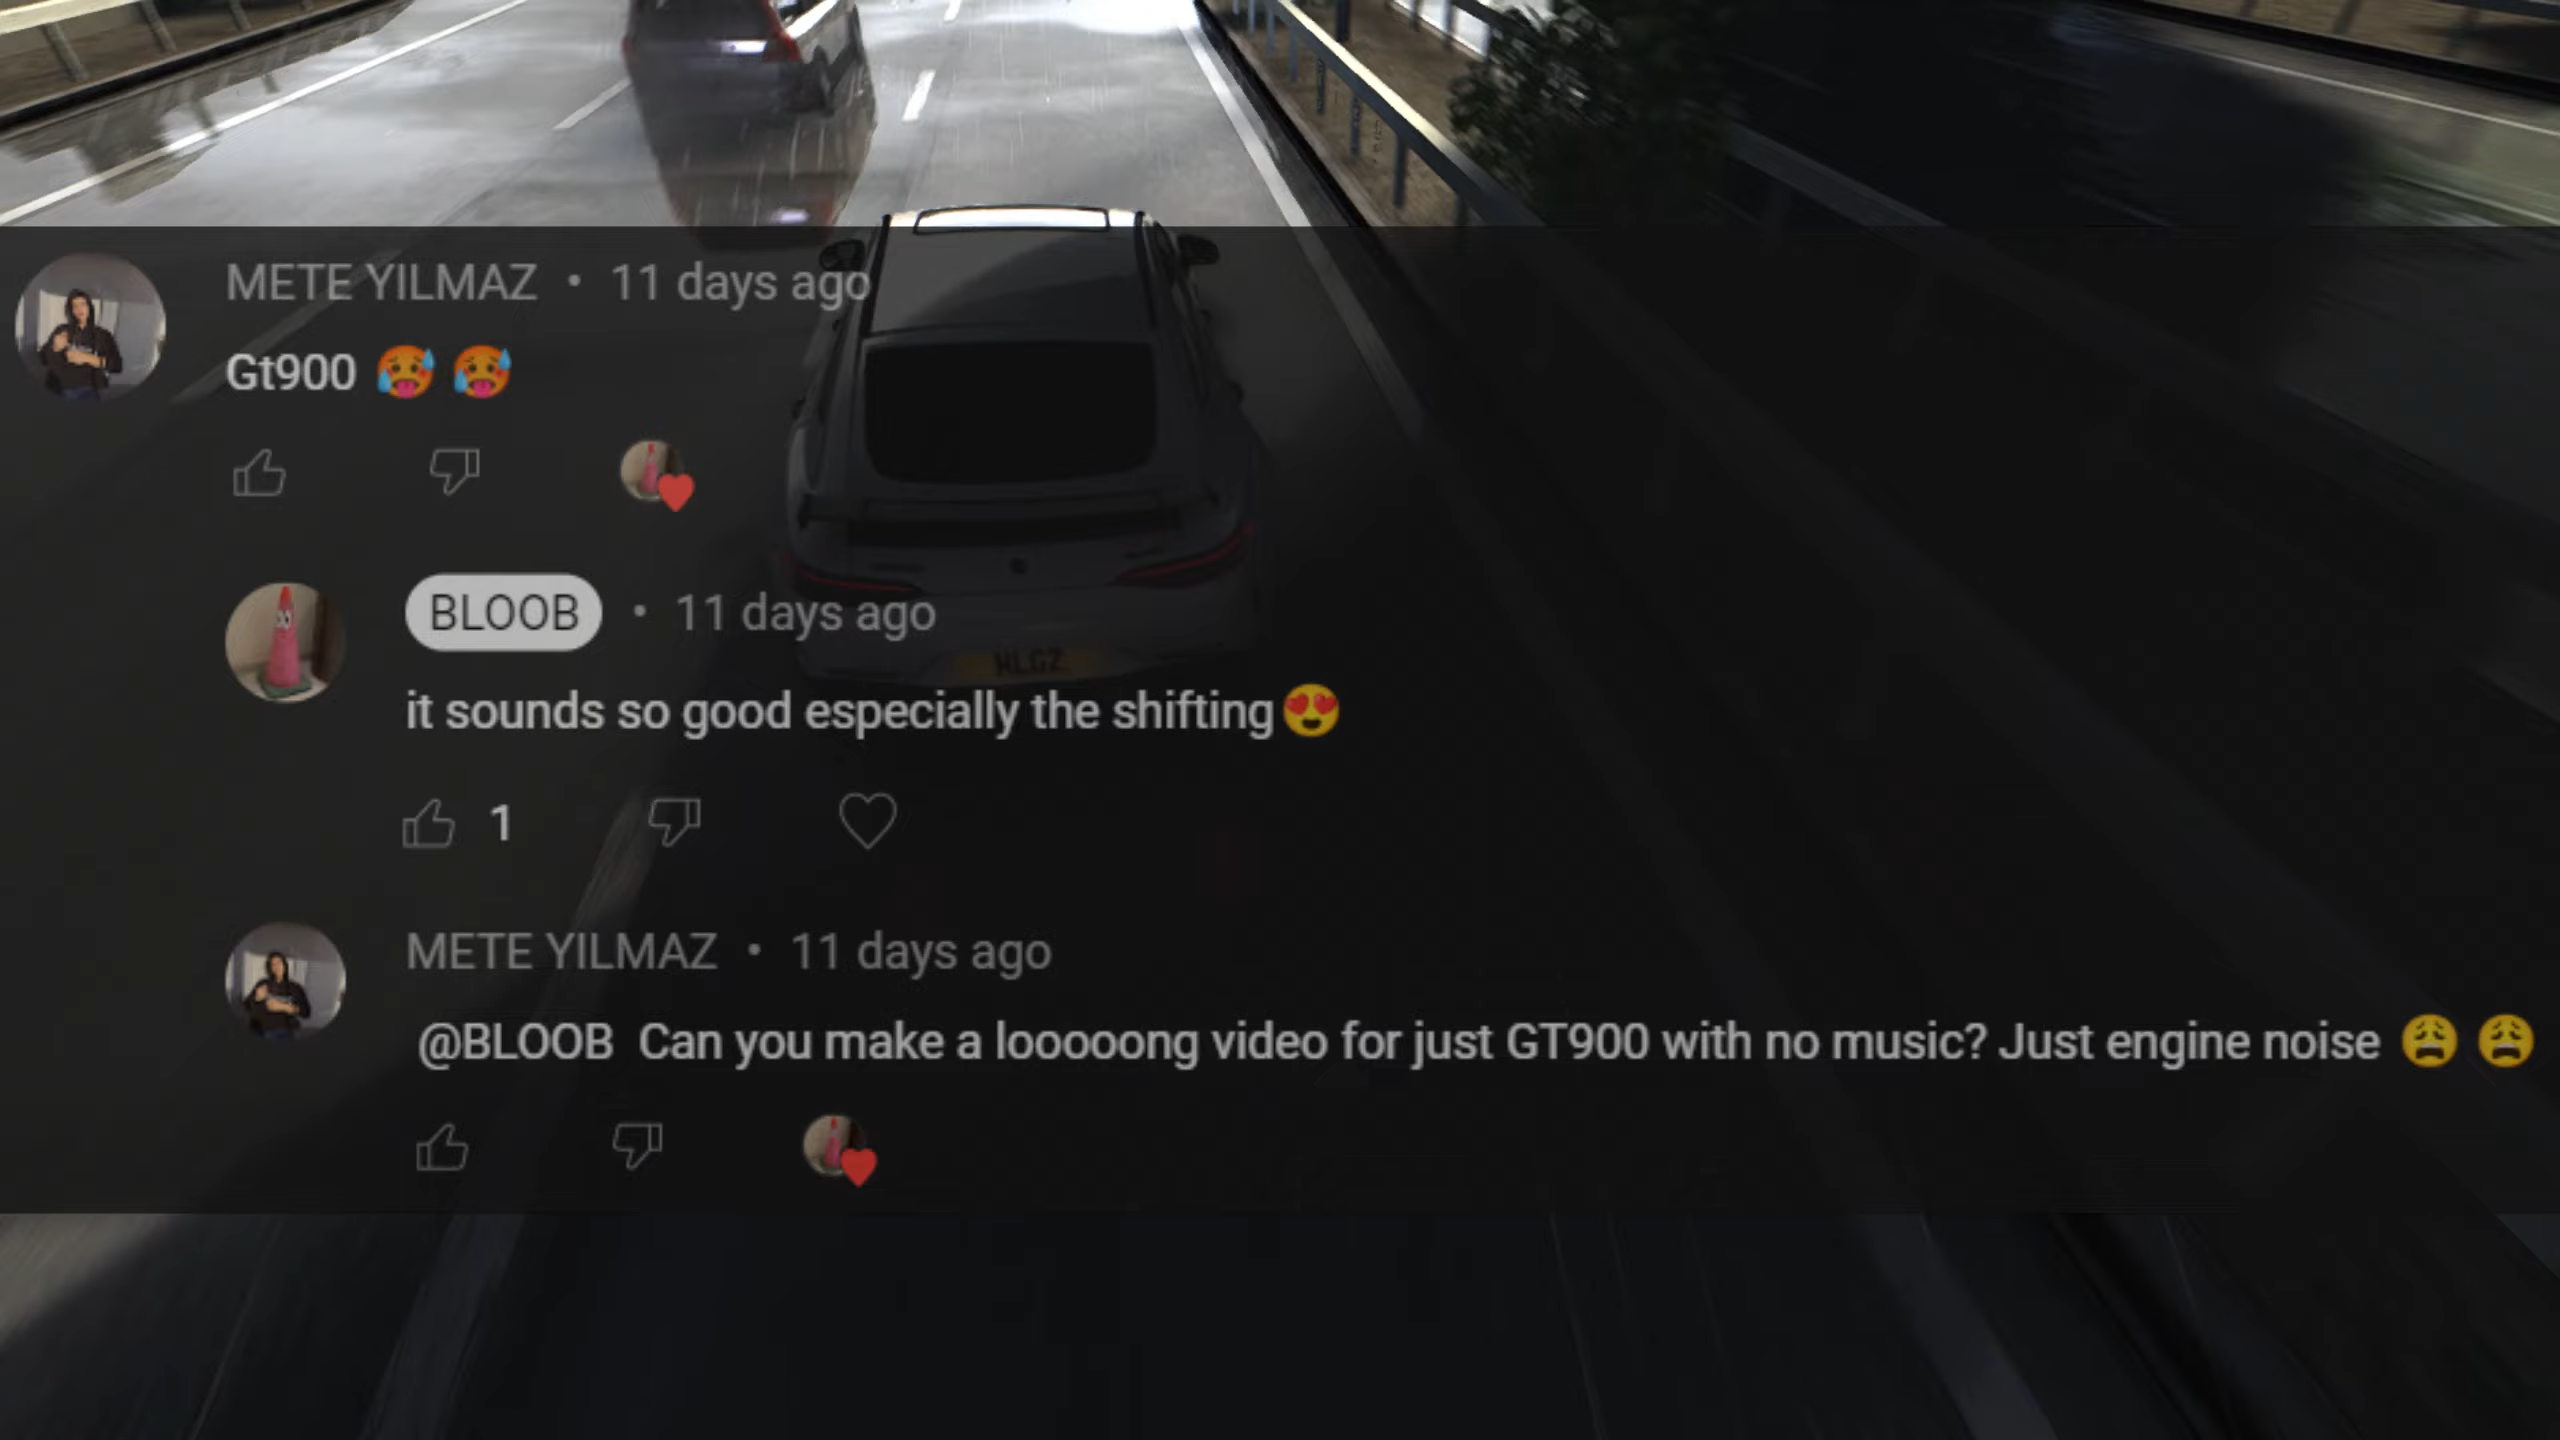 METE YILMAZ • 11 days ago
Gt900 🥵 🥵
BLOOB • 11 days ago
it sounds so good especially the shifting😍
1
WLGZ
METE YILMAZ • 11 days ago
@BLOOB Can you make a looooong video for just GT900 with no music? Just engine noise 😩 😩